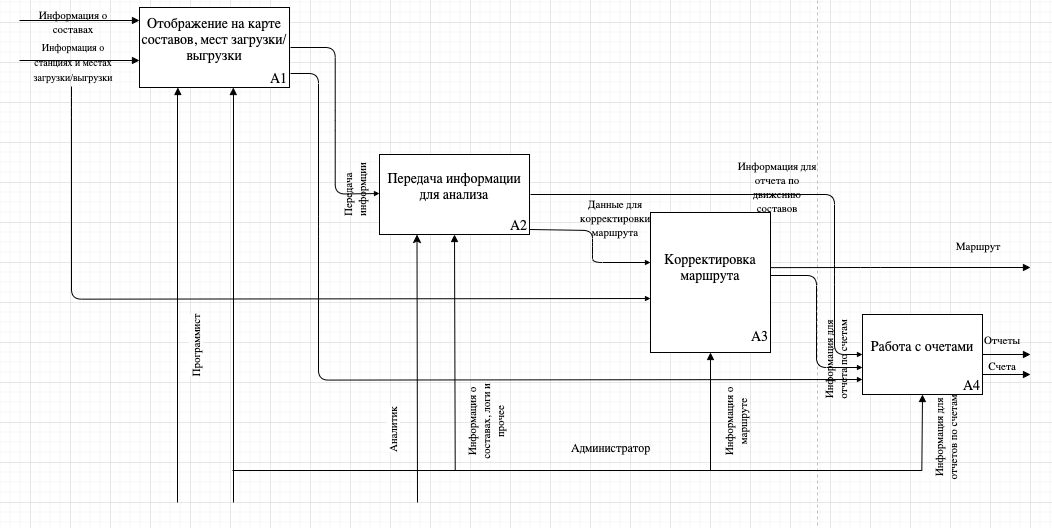 Информация о
составах
Информация о
станциях и местах
загрузки/выгрузки
Отображение на карте
составов, мест загрузки/
выгрузки
A1
Передача
информции
Передача информации
для анализа
A2
Информация для
отчета по
движению
составов
Данные для
корректировки
маршрута
Корректировка
маршрута
A3
Маршрут
Информация для
отчета по счетам
Работа с очетами
A4
Отчеты
Счета
Программист
Аналитик
Информация о
составах, логи и
прочее
Администратор
Информация о
маршруте
Информация для
отчетов по счетам